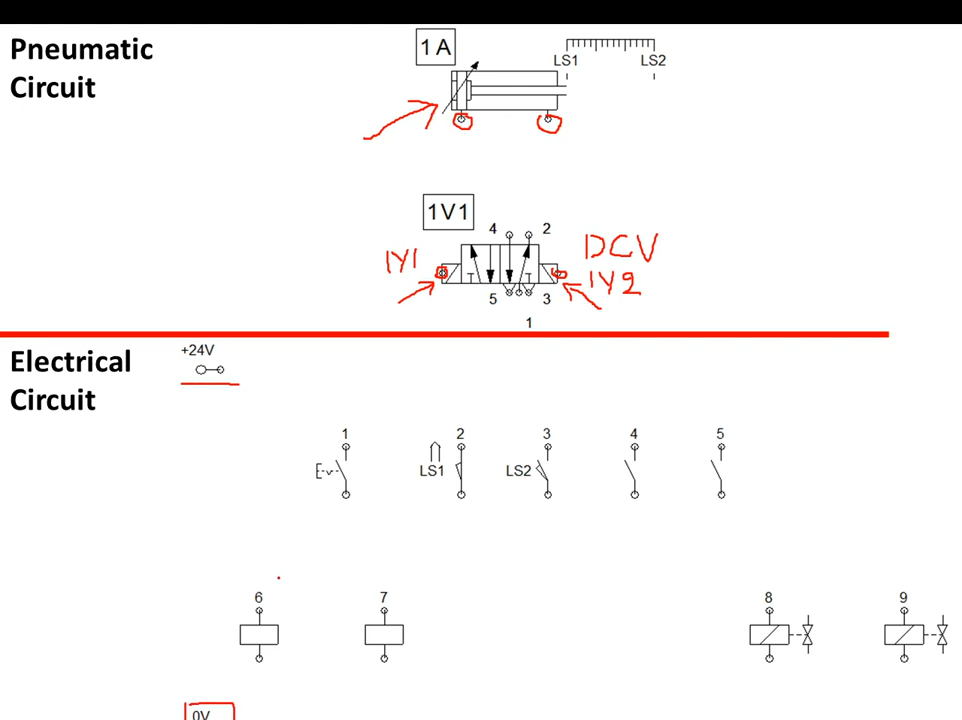 Pneumatic
Circuit
1A
LS1 LS2
1V1
4 2
1Y1
DCV
1Y2
5 3
1
Electrical
Circuit
+24V
1 2 3 4 5
LS1 LS2
6 7 8 9
0V